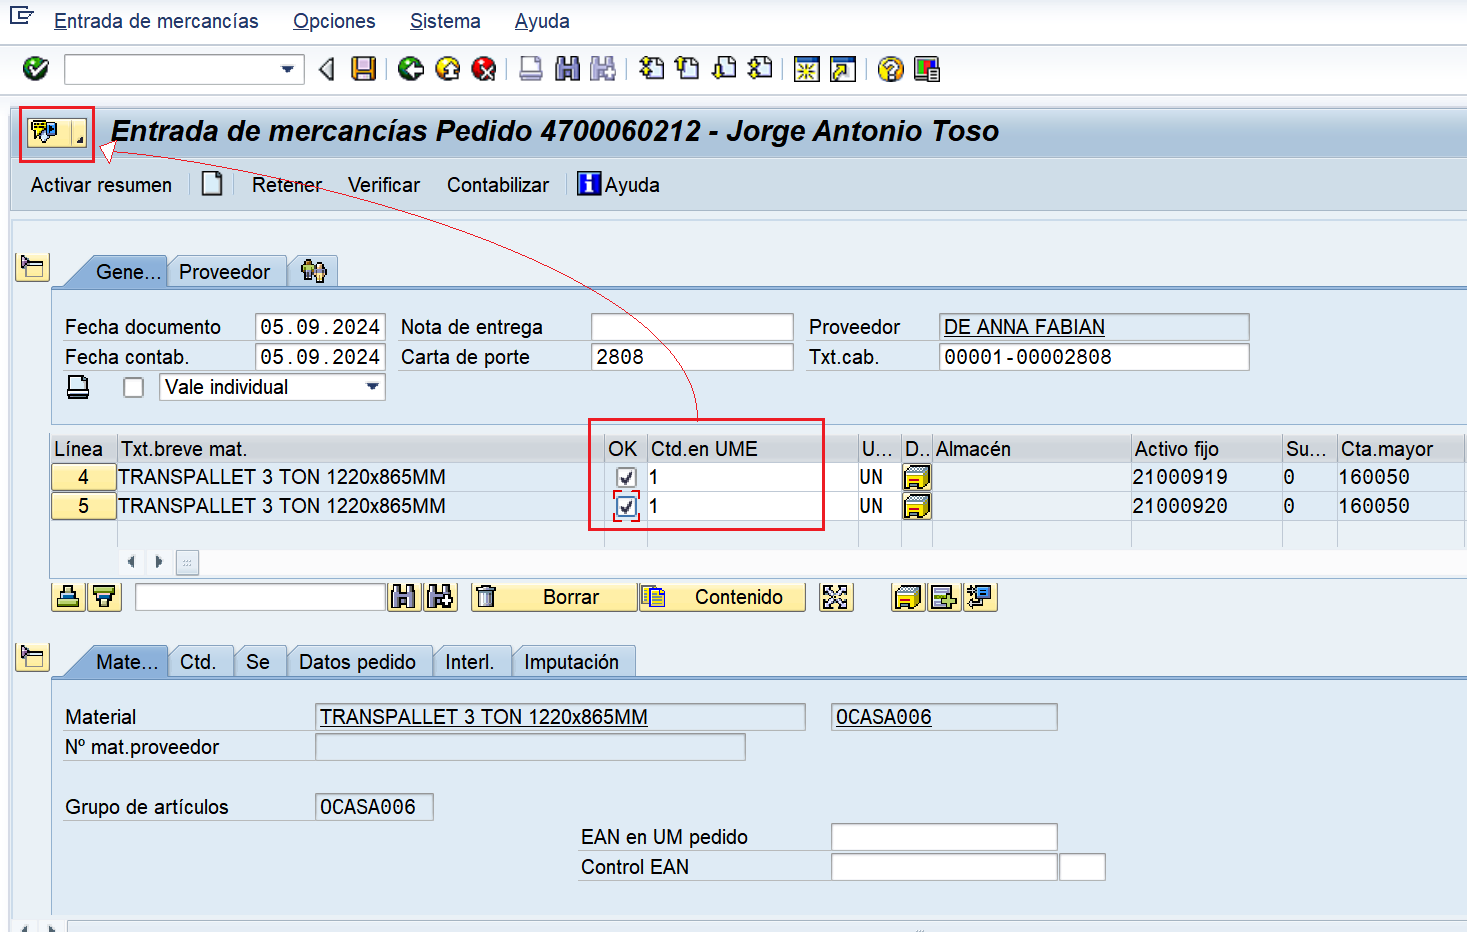 Entrada de mercancías Opciones Sistema Ayuda
Entrada de mercancías Pedido 4700060212 - Jorge Antonio Toso
Activar resumen Retener Verificar Contabilizar Ayuda
Gene... Proveedor
Fecha documento 05.09.2024 Nota de entrega Proveedor DE ANNA FABIAN
Fecha contab. 05.09.2024 Carta de porte 2808 Txt.cab. 00001-00002808
Vale individual
Línea Txt.breve mat. OK Ctd.en UME U... D.. Almacén Activo fijo Su... Cta.mayor
4 TRANSPALLET 3 TON 1220x865MM 1 UN 21000919 0 160050
5 TRANSPALLET 3 TON 1220x865MM 1 UN 21000920 0 160050
Borrar Contenido
Mate... Ctd. Se Datos pedido Interl. Imputación
Material TRANSPALLET 3 TON 1220x865MM OCASA006
Nº mat.proveedor
Grupo de artículos OCASA006
EAN en UM pedido
Control EAN